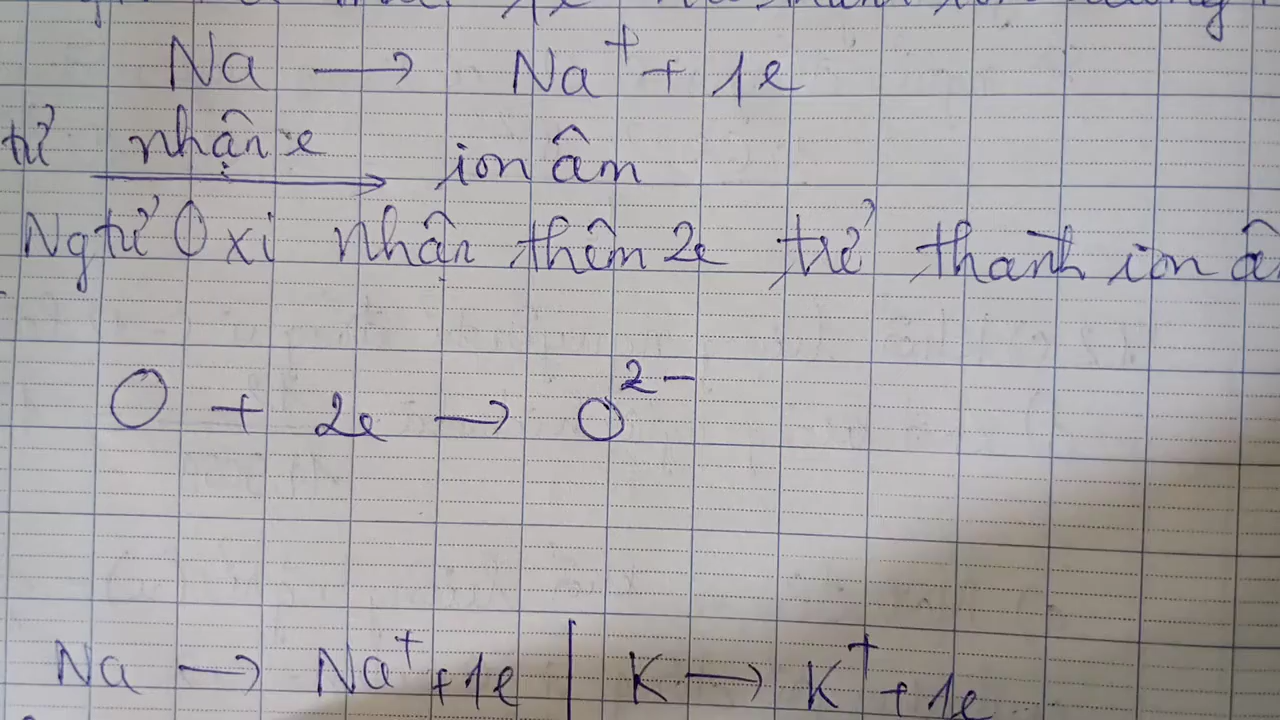 Na → Na⁺ + 1e
tử nhận e → ion âm
Ngtử Oxi nhận thên 2e trở thành ion â
O + 2e → O²⁻
Na → Na⁺ + 1e | K → K⁺ + 1e